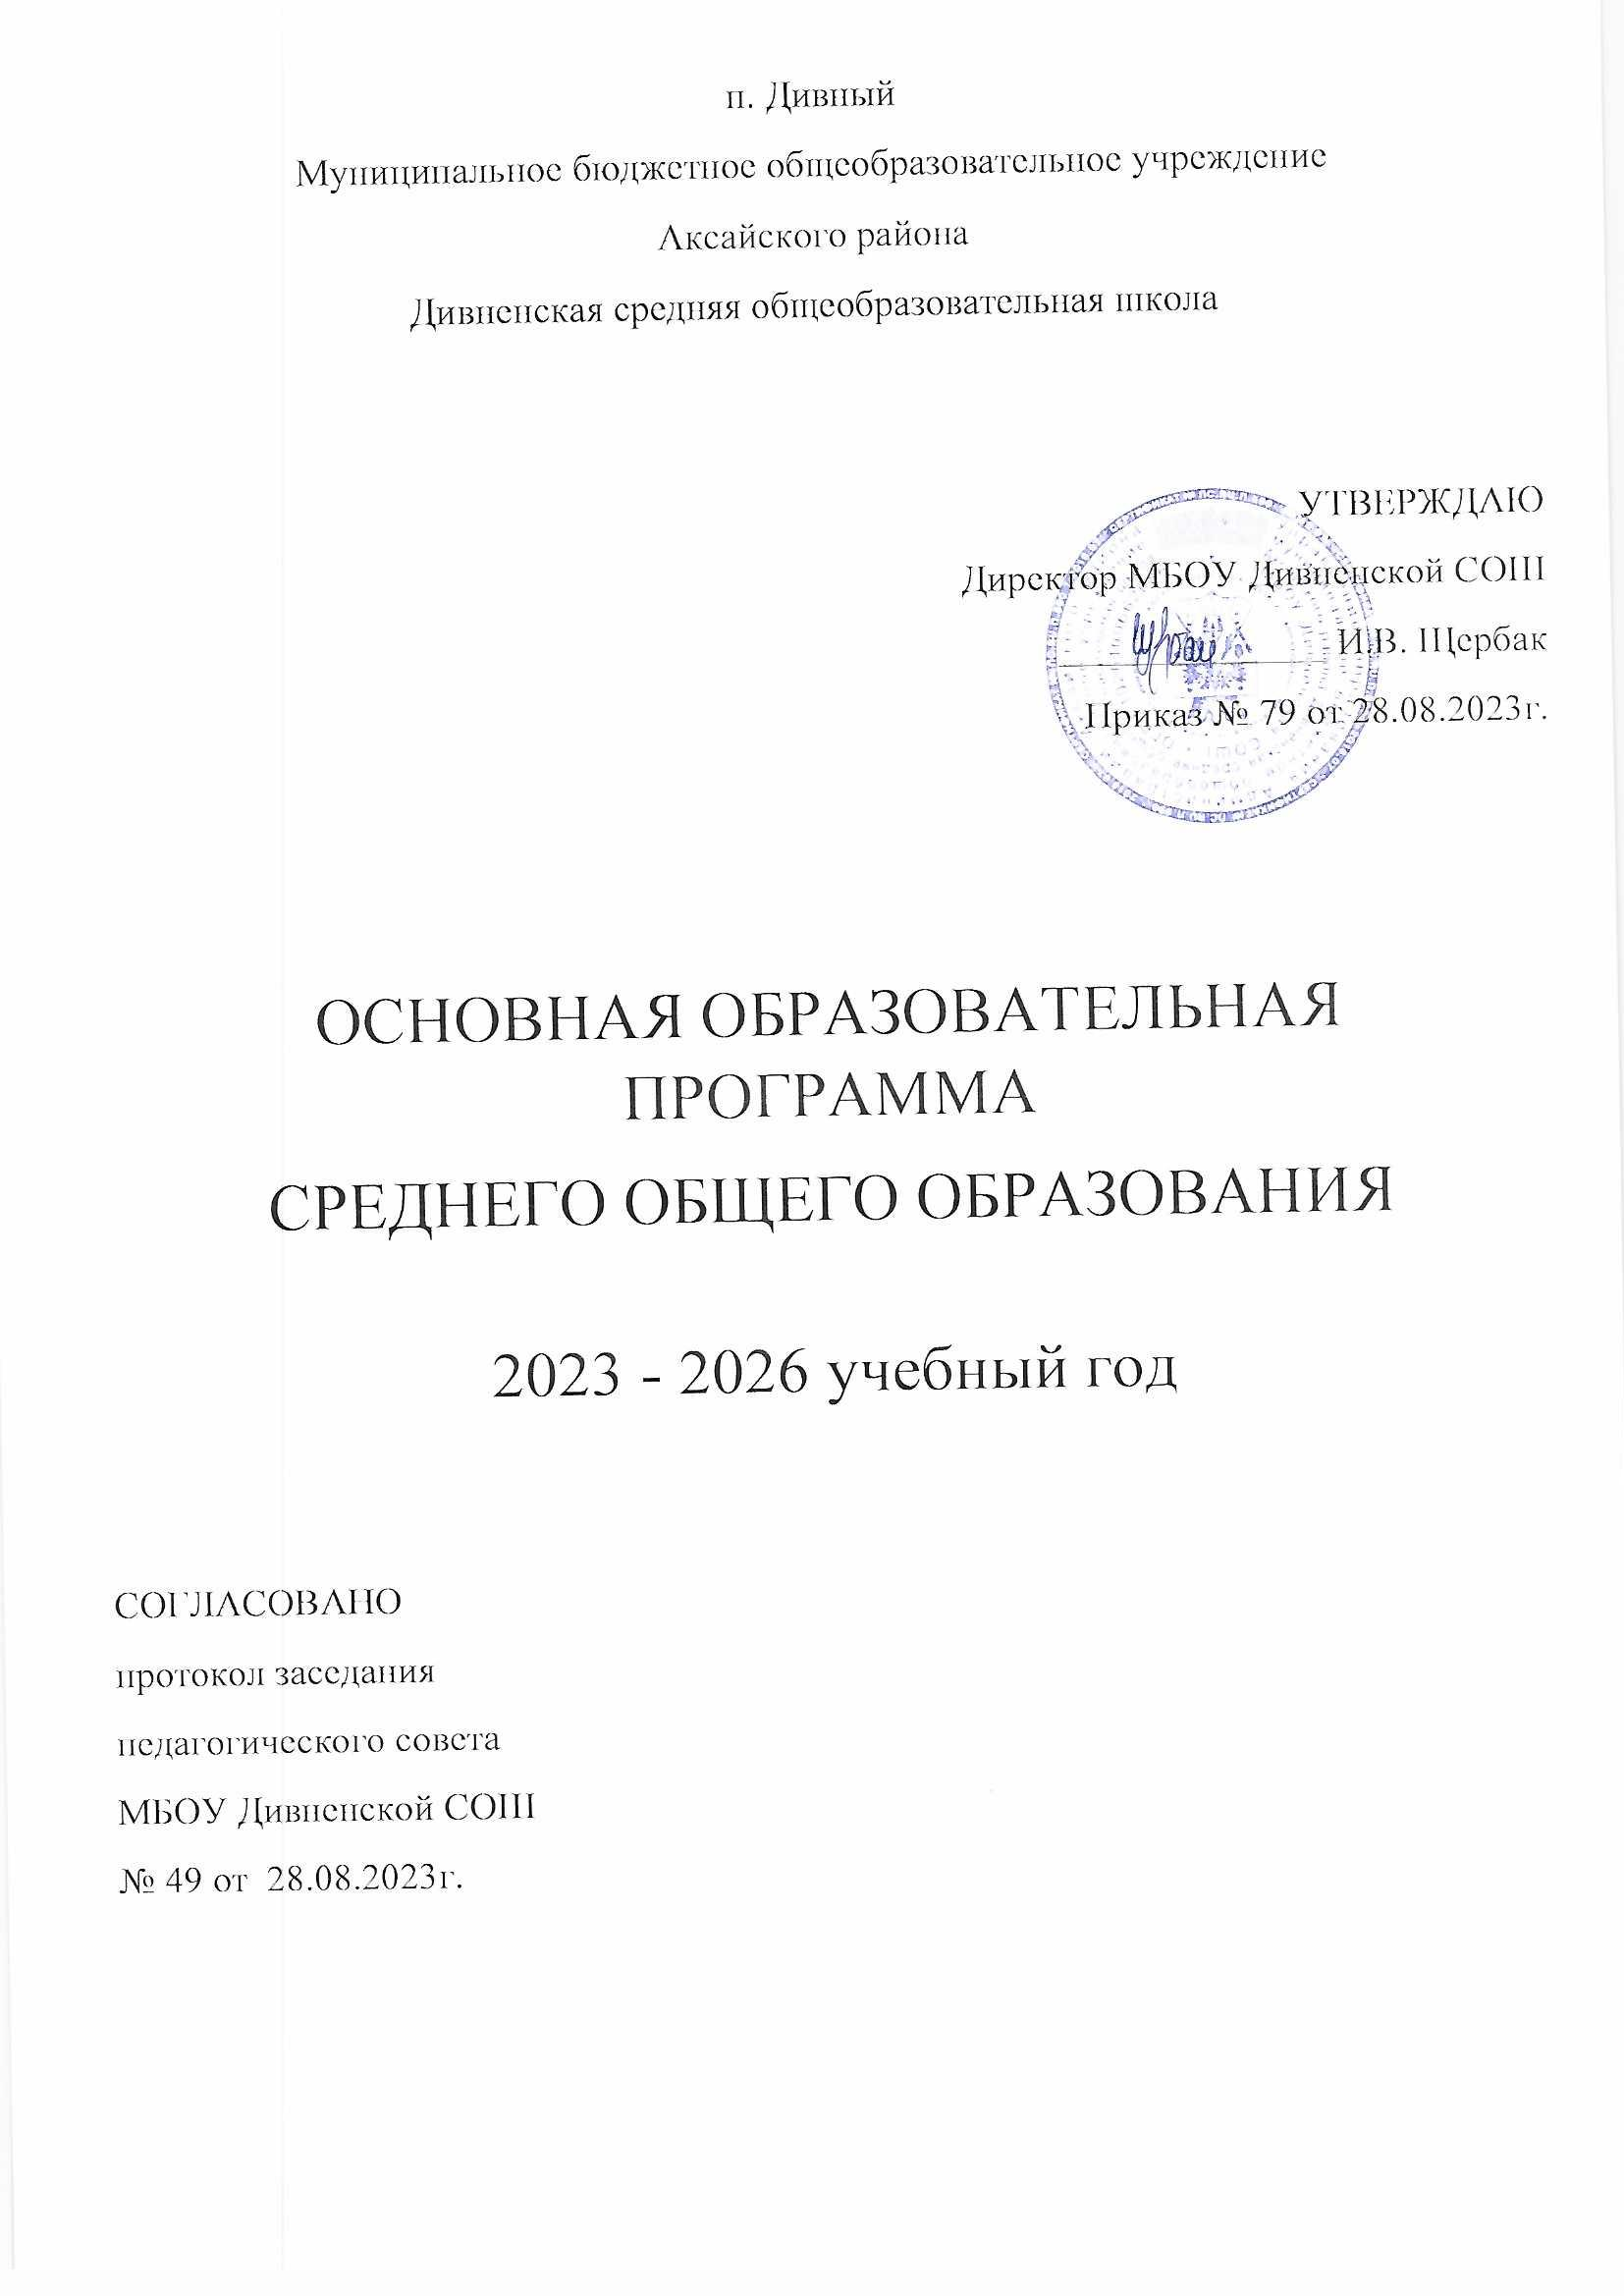 п. Дивный
Муниципальное бюджетное общеобразовательное учреждение
Аксайского района
Дивненская средняя общеобразовательная школа
УТВЕРЖДАЮ
Директор МБОУ Дивненской СОШ
И.В. Щербак
Приказ № 79 от 28.08.2023г.
ОСНОВНАЯ ОБРАЗОВАТЕЛЬНАЯ
ПРОГРАММА
СРЕДНЕГО ОБЩЕГО ОБРАЗОВАНИЯ
2023 - 2026 учебный год
СОГЛАСОВАНО
протокол заседания
педагогического совета
МБОУ Дивненской СОШ
№ 49 от 28.08.2023г.